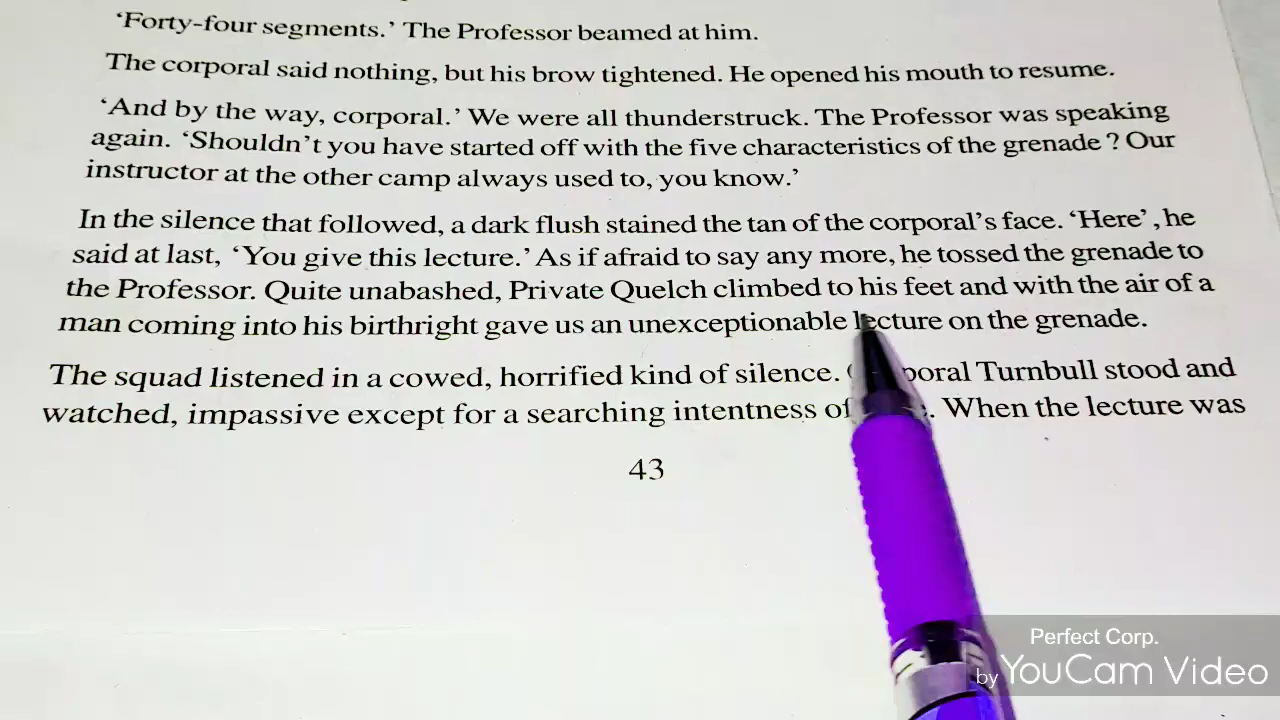 ‘Forty-four segments.’ The Professor beamed at him.
The corporal said nothing, but his brow tightened. He opened his mouth to resume.
‘And by the way, corporal.’ We were all thunderstruck. The Professor was speaking
again. ‘Shouldn’t you have started off with the five characteristics of the grenade ? Our
instructor at the other camp always used to, you know.’
In the silence that followed, a dark flush stained the tan of the corporal’s face. ‘Here’, he
said at last, ‘You give this lecture.’ As if afraid to say any more, he tossed the grenade to
the Professor. Quite unabashed, Private Quelch climbed to his feet and with the air of a
man coming into his birthright gave us an unexceptionable lecture on the grenade.
The squad listened in a cowed, horrified kind of silence. Turnbull stood and
watched, impassive except for a searching intentness of When the lecture was
43
Perfect Corp.
by YouCam Video